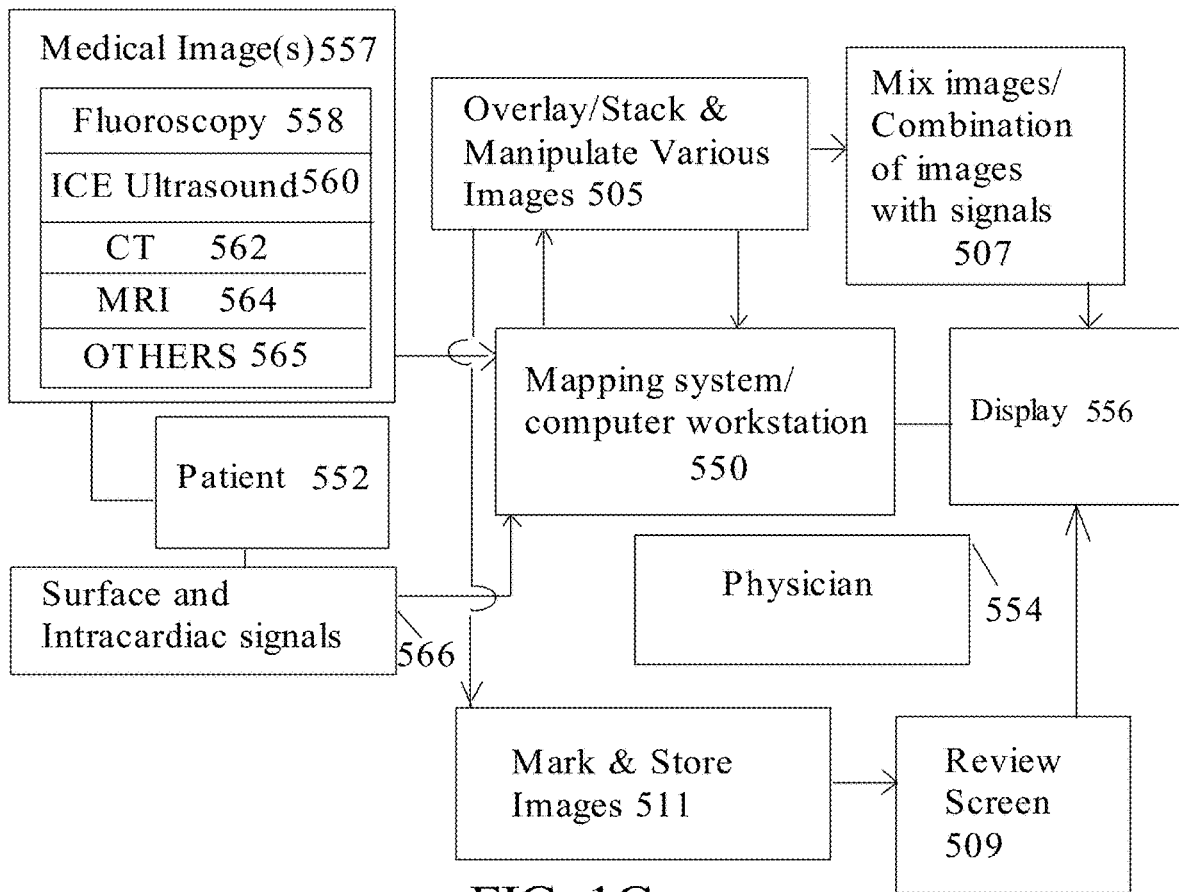 Medical Image(s) 557
Fluoroscopy 558
ICE Ultrasound 560
CT 562
MRI 564
OTHERS 565
Overlay/Stack &
Manipulate Various
Images 505
Mix images/
Combination
of images
with signals
507
Mapping system/
computer workstation
550
Display 556
Patient 552
Surface and
Intracardiac signals
566
Physician
554
Mark & Store
Images 511
Review
Screen
509